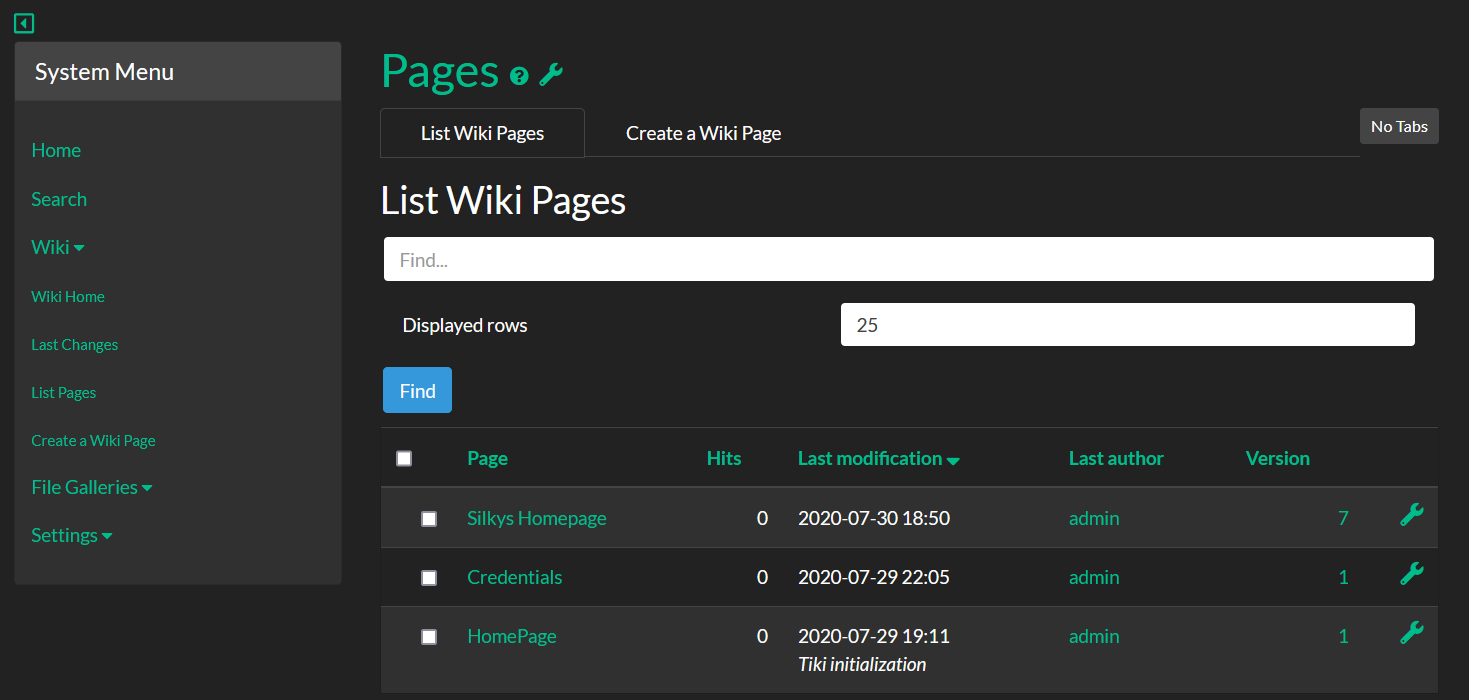 System Menu
Home
Search
Wiki
Wiki Home
Last Changes
List Pages
Create a Wiki Page
File Galleries
Settings
Pages
List Wiki Pages
Create a Wiki Page
No Tabs
List Wiki Pages
Find...
Displayed rows 25
Find
Page Hits Last modification Last author Version
Silkys Homepage 0 2020-07-30 18:50 admin 7
Credentials 0 2020-07-29 22:05 admin 1
HomePage 0 2020-07-29 19:11 admin 1
Tiki initialization